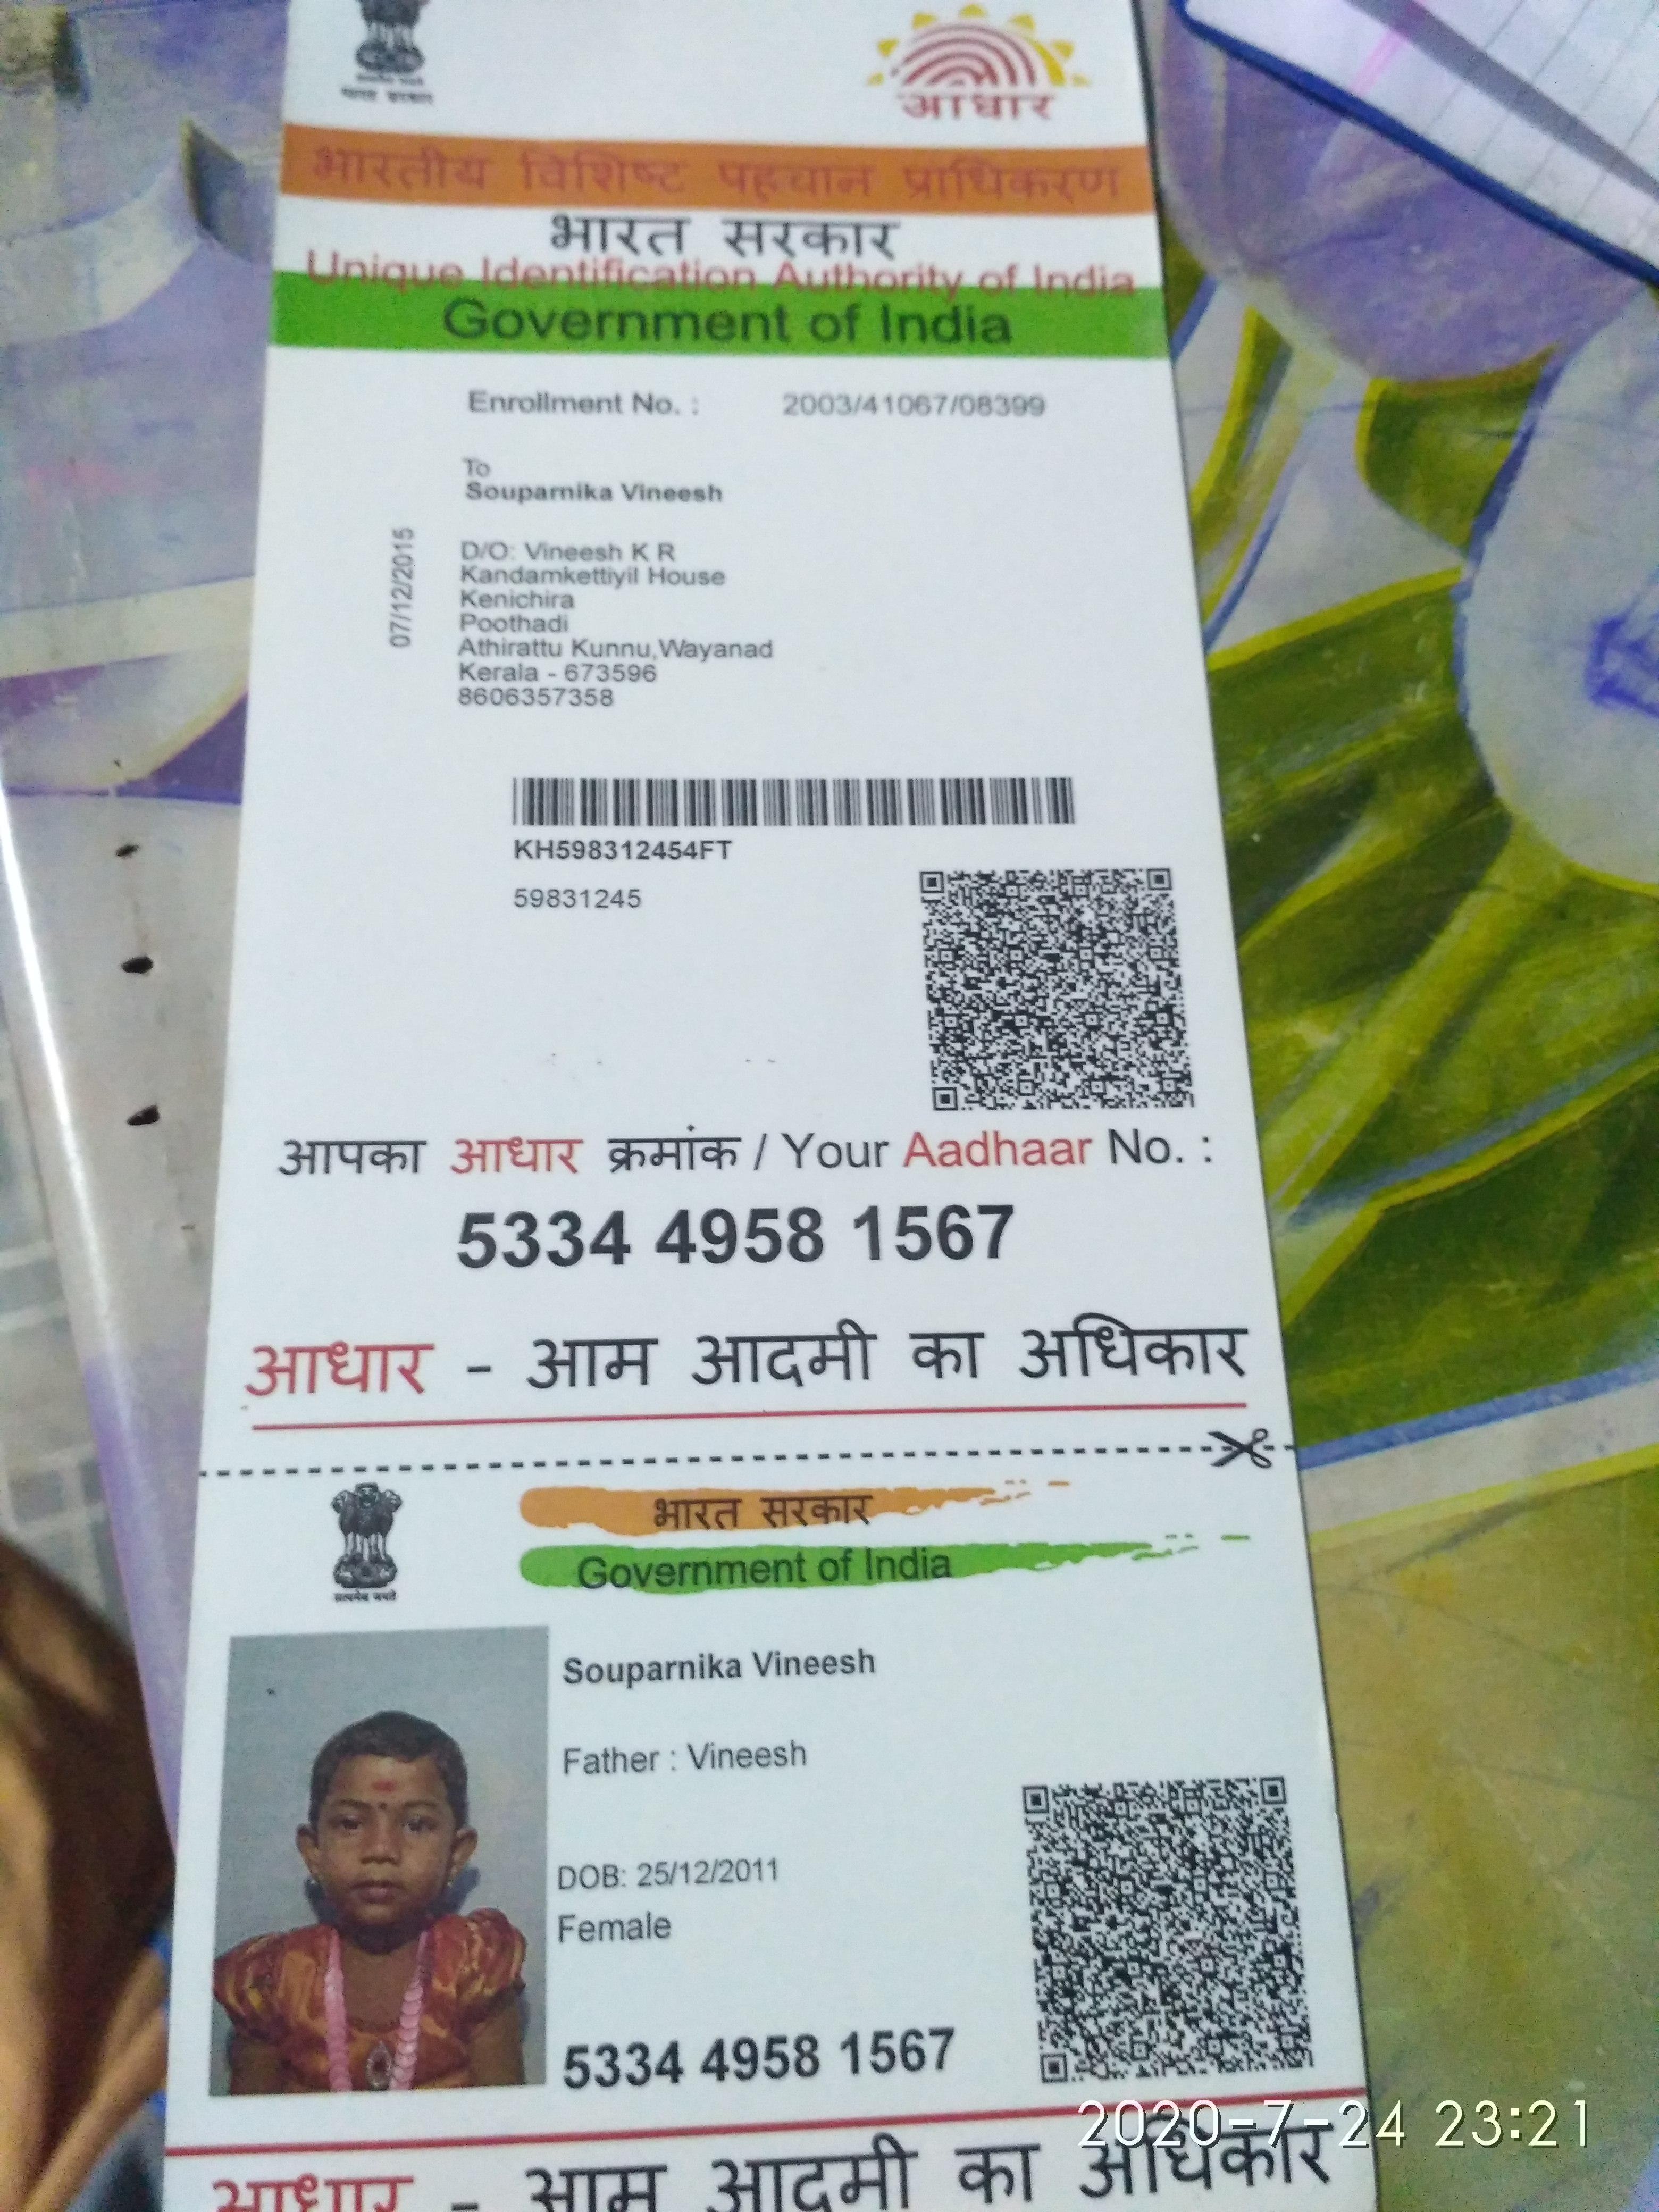 सत्यमेव जयते
भारत सरकार
आधार
भारतीय विशिष्ट पहचान प्राधिकरण
भारत सरकार
Unique Identification Authority of India
Government of India
Enrollment No. : 2003/41067/08399
To
Souparnika Vineesh
07/12/2015
D/O: Vineesh K R
Kandamkettiyil House
Kenichira
Poothadi
Athirattu Kunnu,Wayanad
Kerala - 673596
8606357358
KH598312454FT
59831245
आपका आधार क्रमांक / Your Aadhaar No. :
5334 4958 1567
आधार - आम आदमी का अधिकार
भारत सरकार
Government of India
सत्यमेव जयते
Souparnika Vineesh
Father : Vineesh
DOB: 25/12/2011
Female
5334 4958 1567
2020-7-24 23:21
आधार - आम आदमी का अधिकार